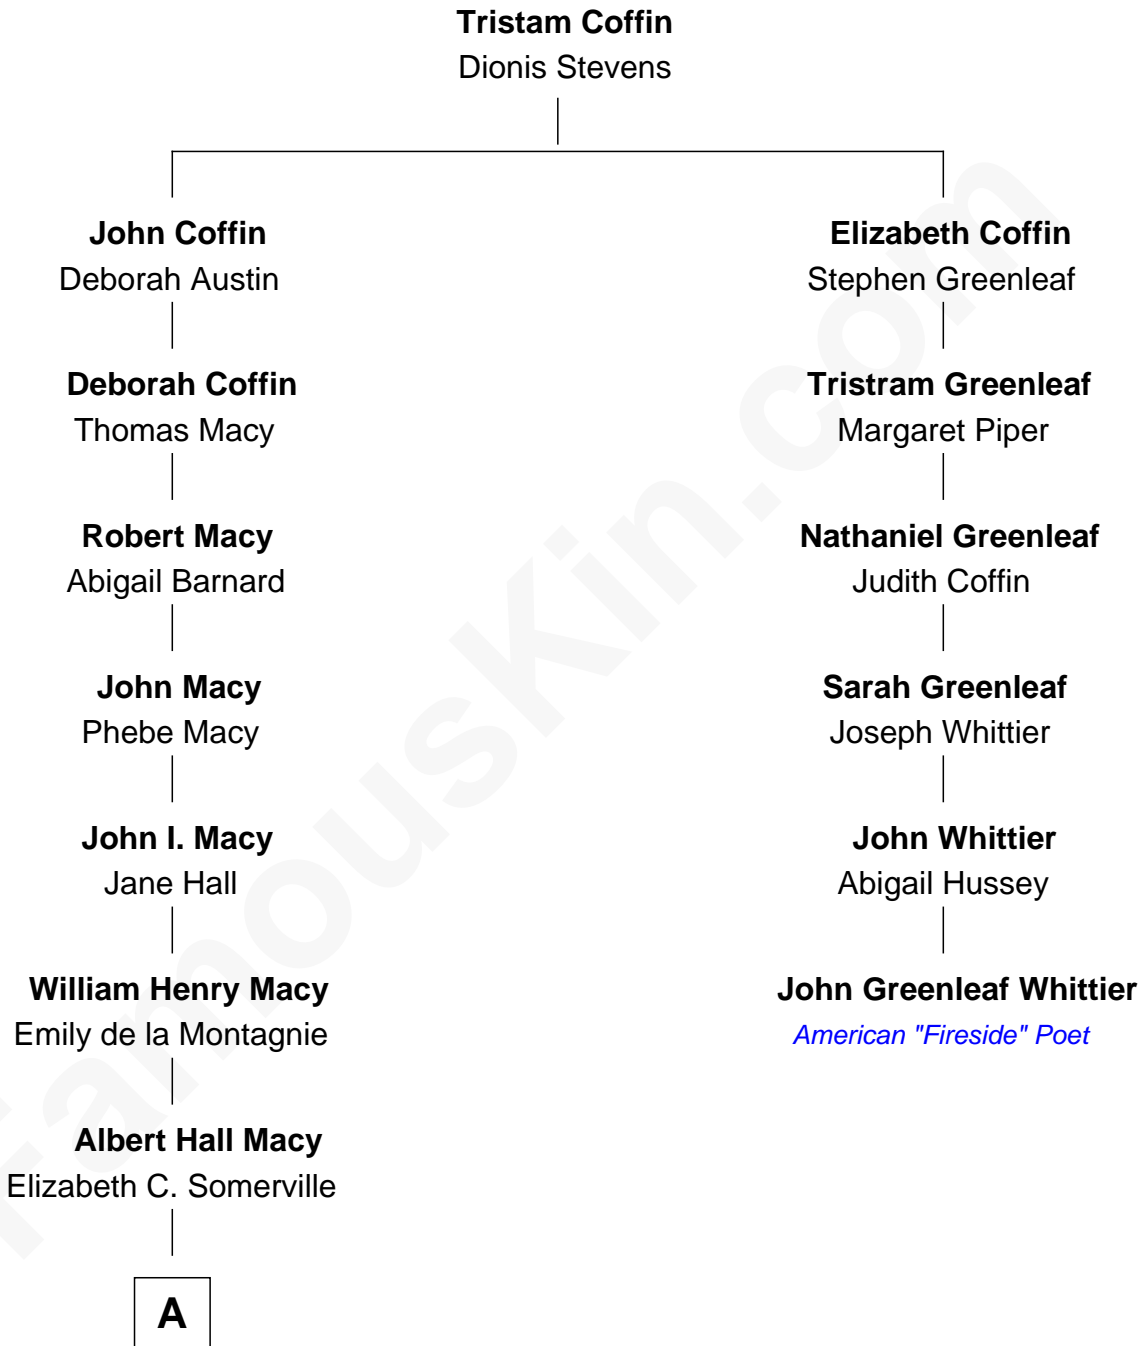 Tristam Coffin
Dionis Stevens
John Coffin
Deborah Austin
Elizabeth Coffin
Stephen Greenleaf
Deborah Coffin
Thomas Macy
Tristram Greenleaf
Margaret Piper
Robert Macy
Abigail Barnard
Nathaniel Greenleaf
Judith Coffin
John Macy
Phebe Macy
Sarah Greenleaf
Joseph Whittier
John I. Macy
Jane Hall
John Whittier
Abigail Hussey
William Henry Macy
Emily de la Montagnie
John Greenleaf Whittier
American "Fireside" Poet
Albert Hall Macy
Elizabeth C. Somerville
A
FamousKin.com